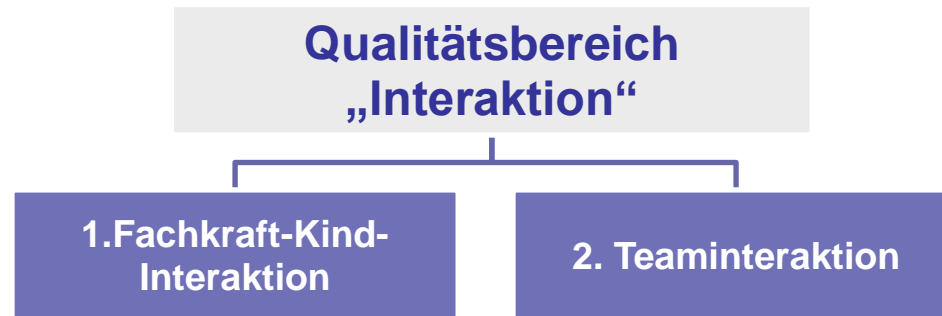 Qualitätsbereich
„Interaktion“
1.Fachkraft-Kind-
Interaktion
2. Teaminteraktion